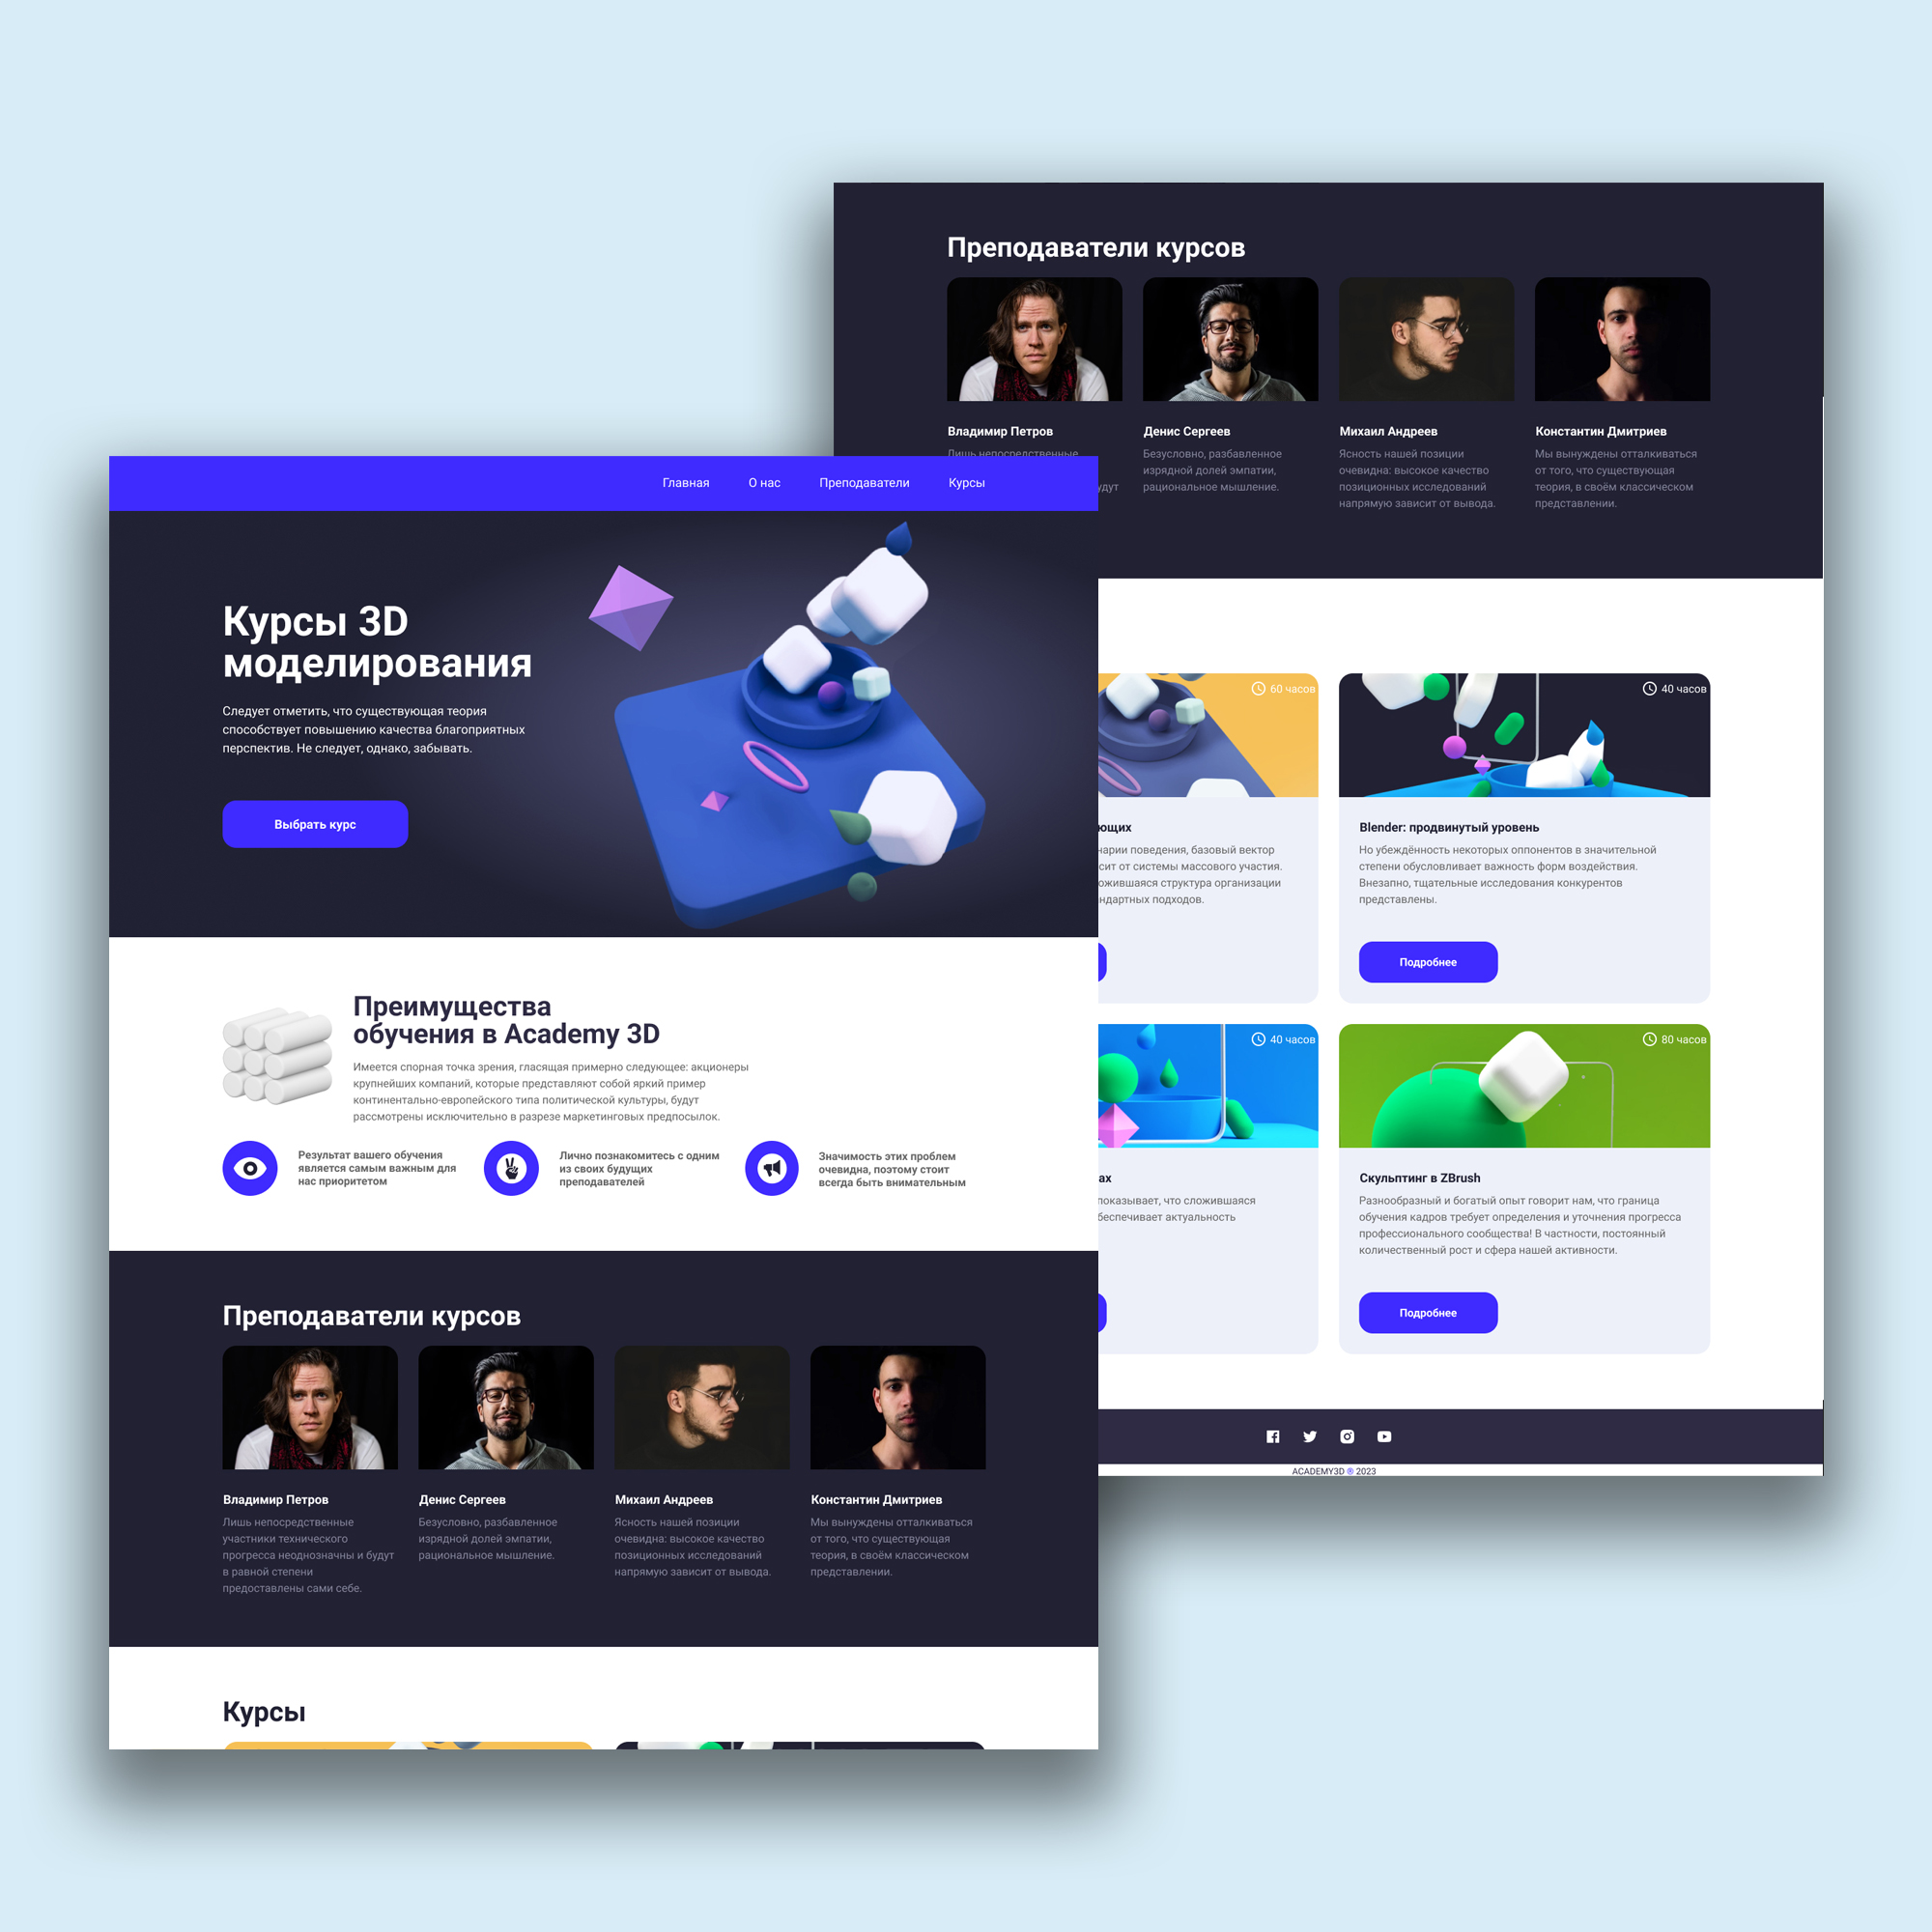 Преподаватели курсов
Владимир Петров
Лишь непосредственные
удут
Денис Сергеев
Безусловно, разбавленное
изрядной долей эмпатии,
рациональное мышление.
Михаил Андреев
Ясность нашей позиции
очевидна: высокое качество
позиционных исследований
напрямую зависит от вывода.
Константин Дмитриев
Мы вынуждены отталкиваться
от того, что существующая
теория, в своём классическом
представлении.
60 часов
ющих
нарии поведения, базовый вектор
сит от системы массового участия.
ожившаяся структура организации
ндартных подходов.
40 часов
Blender: продвинутый уровень
Но убеждённость некоторых оппонентов в значительной
степени обусловливает важность форм воздействия.
Внезапно, тщательные исследования конкурентов
представлены.
Подробнее
40 часов
ах
показывает, что сложившаяся
беспечивает актуальность
80 часов
Скульптинг в ZBrush
Разнообразный и богатый опыт говорит нам, что граница
обучения кадров требует определения и уточнения прогресса
профессионального сообщества! В частности, постоянный
количественный рост и сфера нашей активности.
Подробнее
ACADEMY3D ® 2023
Главная О нас Преподаватели Курсы
Курсы 3D
моделирования
Следует отметить, что существующая теория
способствует повышению качества благоприятных
перспектив. Не следует, однако, забывать.
Выбрать курс
Преимущества
обучения в Academy 3D
Имеется спорная точка зрения, гласящая примерно следующее: акционеры
крупнейших компаний, которые представляют собой яркий пример
континентально-европейского типа политической культуры, будут
рассмотрены исключительно в разрезе маркетинговых предпосылок.
Результат вашего обучения
является самым важным для
нас приоритетом
Лично познакомитесь с одним
из своих будущих
преподавателей
Значимость этих проблем
очевидна, поэтому стоит
всегда быть внимательным
Преподаватели курсов
Владимир Петров
Лишь непосредственные
участники технического
прогресса неоднозначны и будут
в равной степени
предоставлены сами себе.
Денис Сергеев
Безусловно, разбавленное
изрядной долей эмпатии,
рациональное мышление.
Михаил Андреев
Ясность нашей позиции
очевидна: высокое качество
позиционных исследований
напрямую зависит от вывода.
Константин Дмитриев
Мы вынуждены отталкиваться
от того, что существующая
теория, в своём классическом
представлении.
Курсы